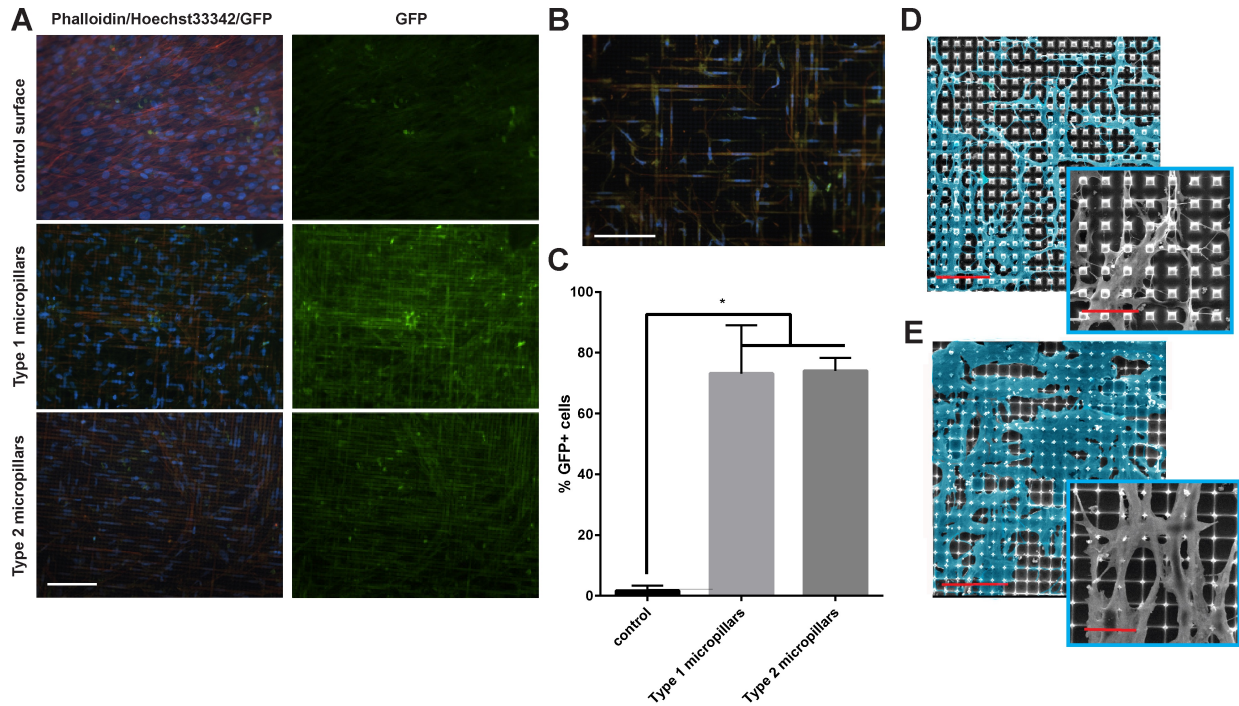 A
Phalloidin/Hoechst33342/GFP
GFP
control surface
Type 1 micropillars
Type 2 micropillars
B
C
% GFP+ cells
100
80
60
40
20
0
*
control
Type 1 micropillars
Type 2 micropillars
D
E